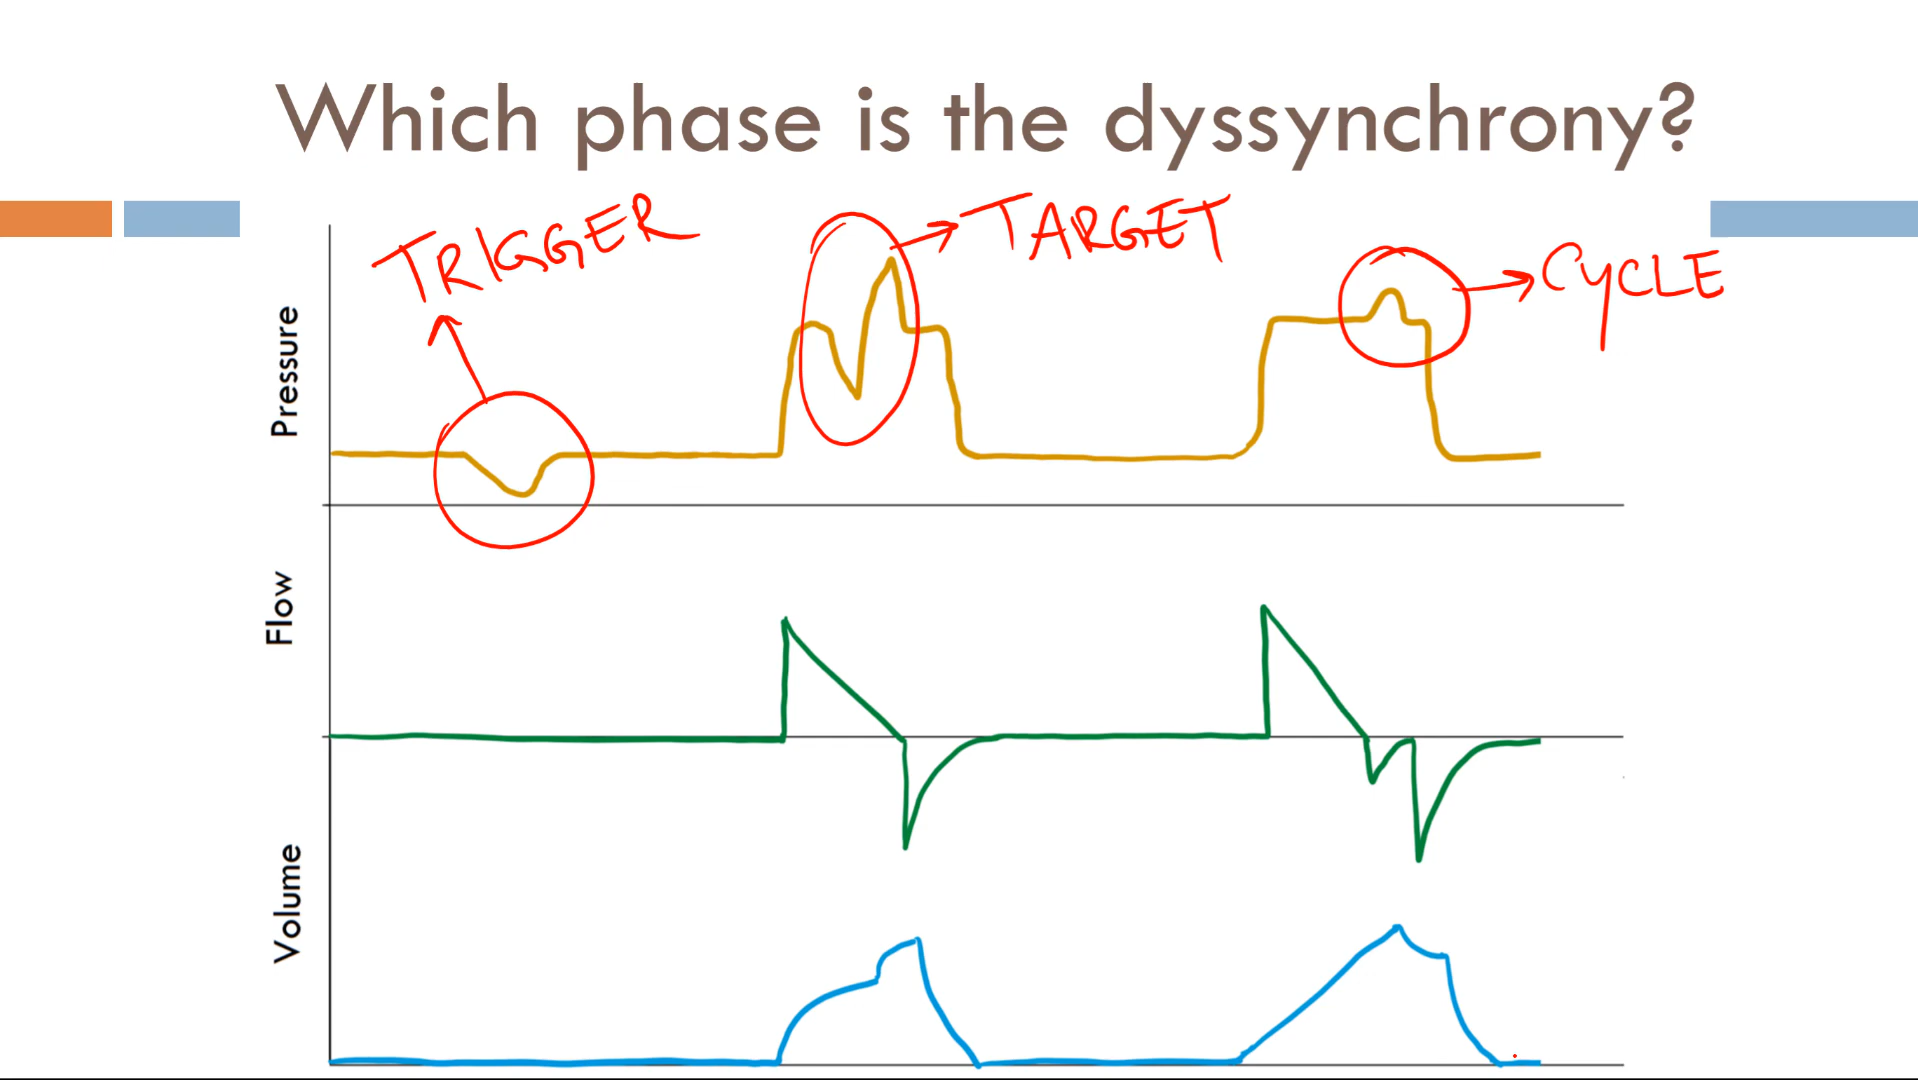 Which phase is the dyssynchrony?
TRIGGER
TARGET
CYCLE
Pressure
Flow
Volume